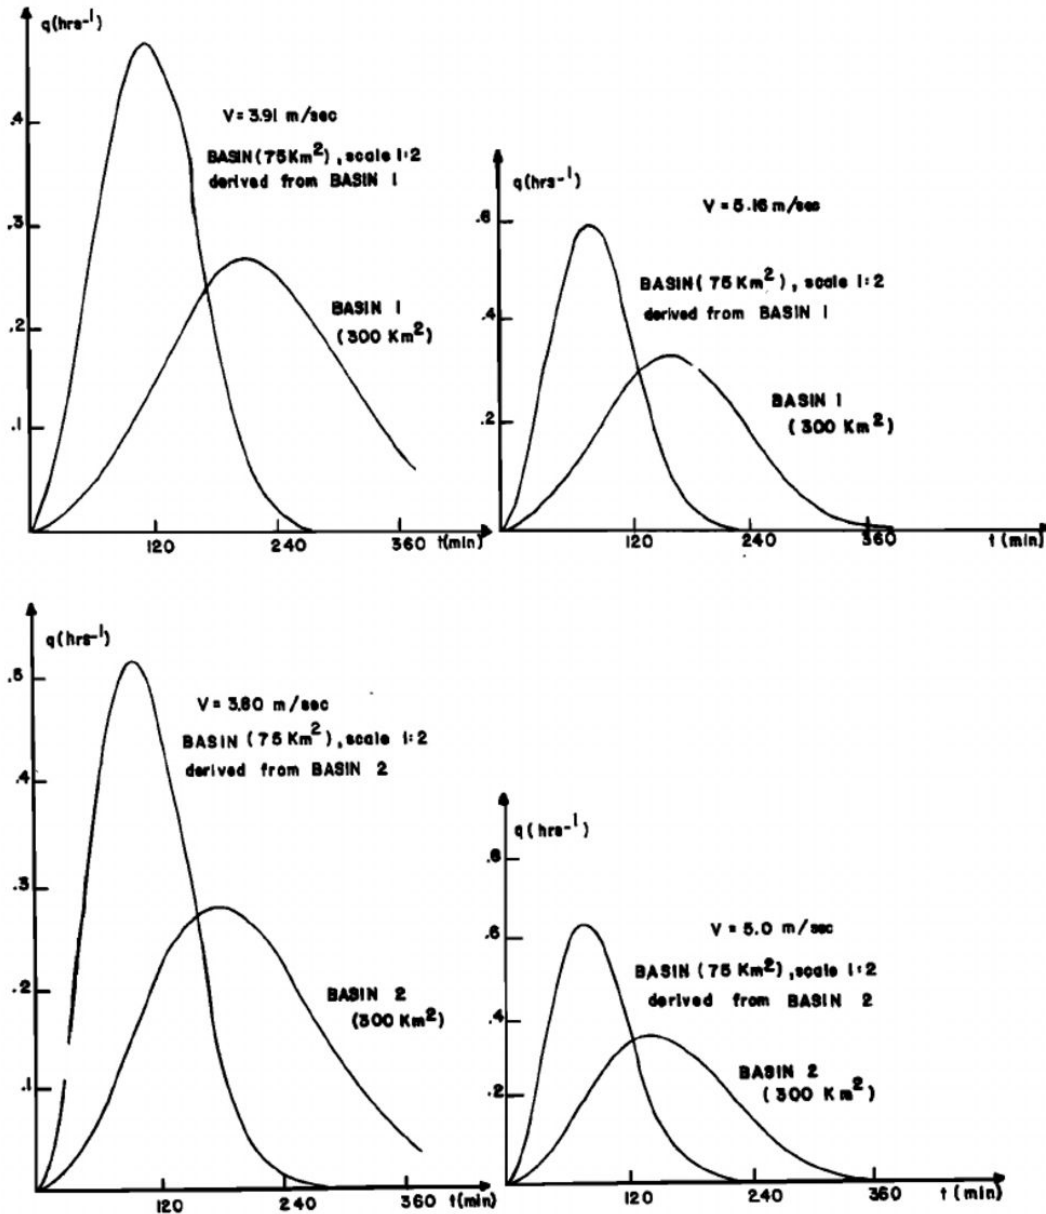 q(hrs-1)
.4
.3
.2
.1
V = 3.91 m/sec
BASIN (75 Km2), scale 1:2
derived from BASIN 1
BASIN 1
(300 Km2)
120
240
360
t(min)
q(hrs-1)
.6
.4
.2
V = 5.16 m/sec
BASIN (75 Km2), scale 1:2
derived from BASIN 1
BASIN 1
(300 Km2)
120
240
360
t (min)
q(hrs-1)
.5
.4
.3
.2
.1
V = 3.80 m/sec
BASIN (75 Km2), scale 1:2
derived from BASIN 2
BASIN 2
(300 Km2)
120
240
360
t(min)
q(hrs-1)
.6
.6
.4
.2
V = 5.0 m/sec
BASIN (75 Km2), scale 1:2
derived from BASIN 2
BASIN 2
(300 Km2)
120
240
360
t (min)